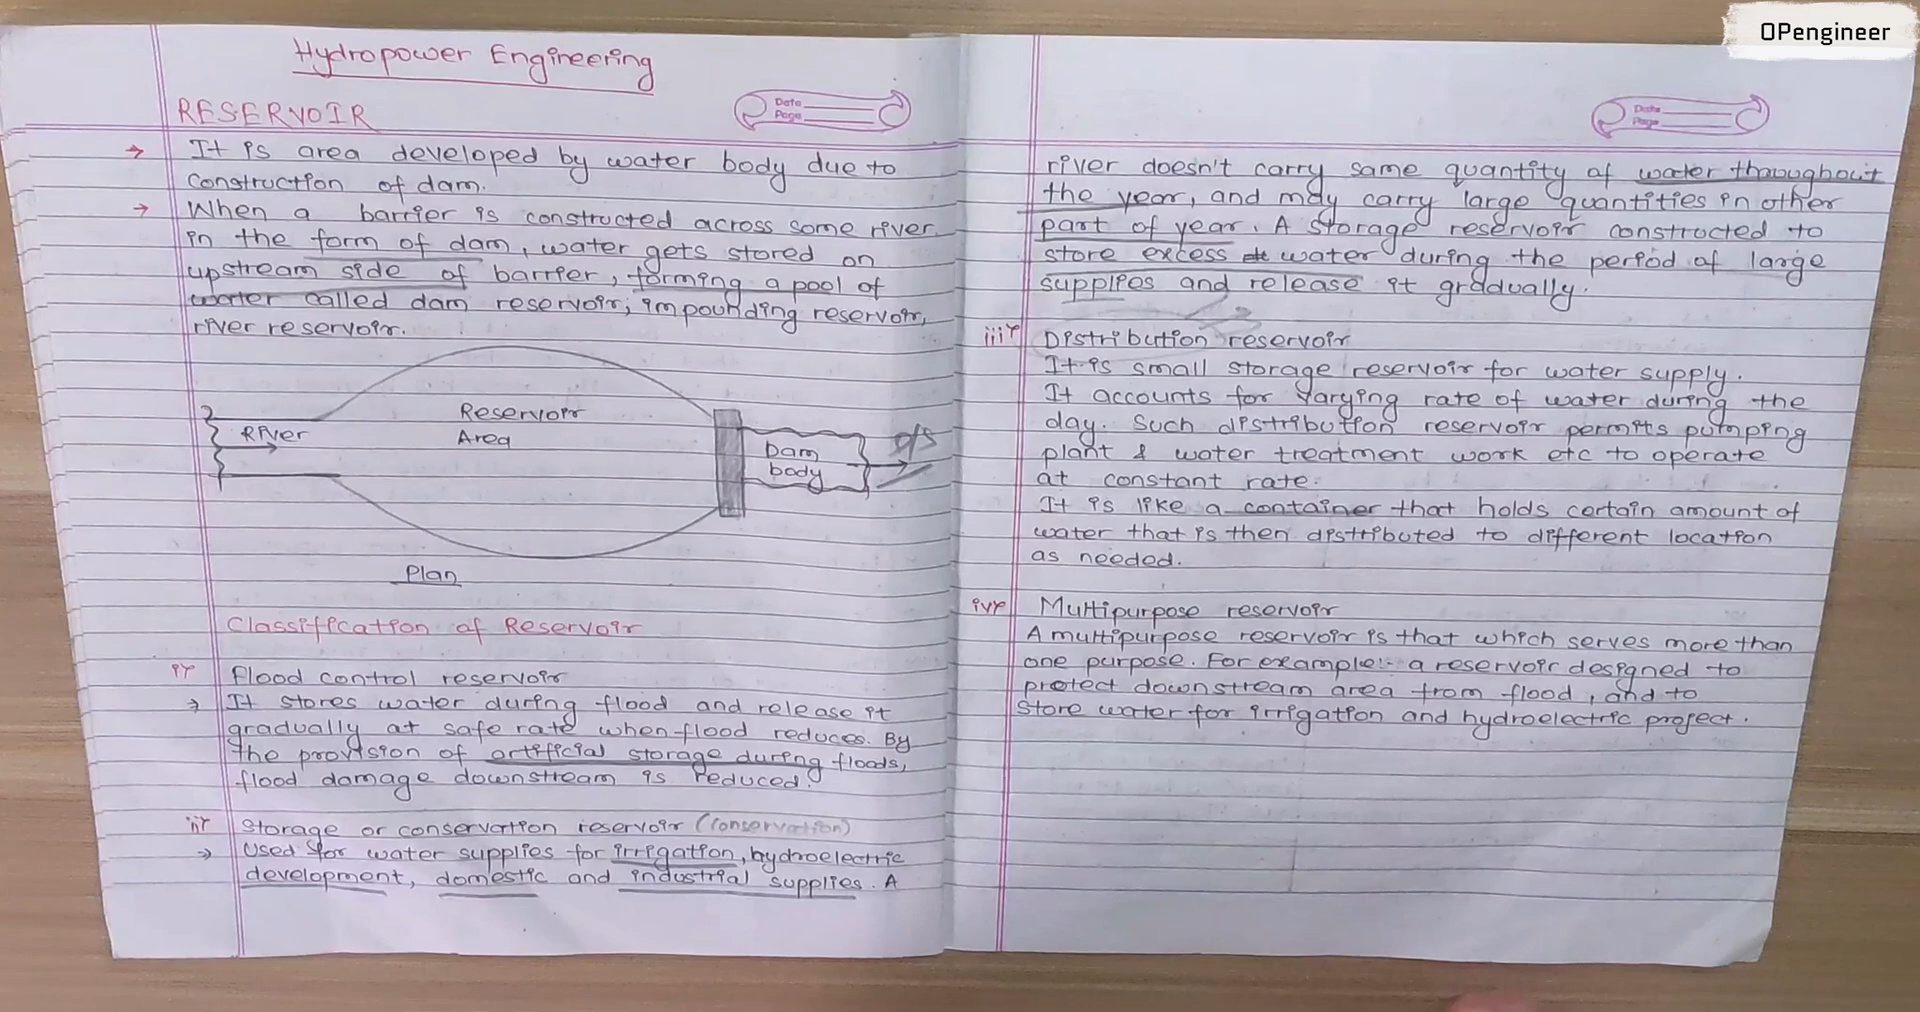 OPengineer
Hydropower Engineering
RESERVOIR
Date
Page
→ It is area developed by water body due to
construction of dam.
→ When a barrier is constructed across some river
in the form of dam, water gets stored on
upstream side of barrier, forming a pool of
water called dam reservoir, impounding reservoir,
river reservoir.
Reservoir
Area
River
Dam
body
D/S
Plan
Classification of Reservoir
i) Flood control reservoir
→ It stores water during flood and release it
gradually at safe rate when flood reduces. By
the provision of artificial storage during floods,
flood damage downstream is reduced.
ii) Storage or conservation reservoir (conservation)
→ Used for water supplies for irrigation, hydroelectric
development, domestic and industrial supplies. A
Date
Page
river doesn't carry same quantity of water thoughout
the year, and may carry large quantities in other
part of year. A storage reservoir constructed to
store excess water during the period of large
supplies and release it gradually.
iii) Distribution reservoir
It is small storage reservoir for water supply.
It accounts for varying rate of water during the
day. Such distribution reservoir permits pumping
plant & water treatment work etc to operate
at constant rate.
It is like a container that holds certain amount of
water that is then distributed to different location
as needed.
iv) Multipurpose reservoir
A multipurpose reservoir is that which serves more than
one purpose. For example:- a reservoir designed to
protect downstream area from flood, and to
store water for irrigation and hydroelectric project.